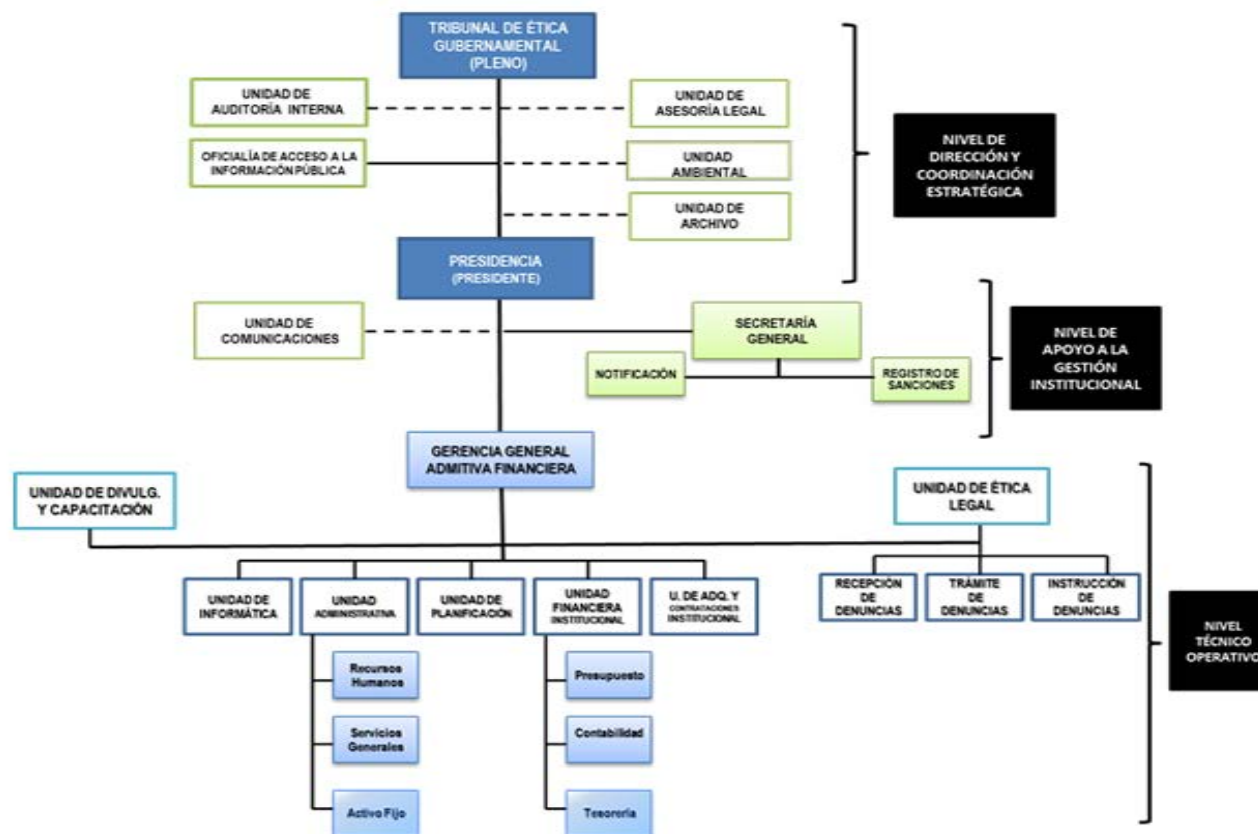 TRIBUNAL DE ÉTICA
GUBERNAMENTAL
(PLENO)
UNIDAD DE
AUDITORÍA INTERNA
UNIDAD DE
ASESORÍA LEGAL
OFICIALÍA DE ACCESO A LA
INFORMACIÓN PÚBLICA
UNIDAD
AMBIENTAL
UNIDAD DE
ARCHIVO
NIVEL DE
DIRECCIÓN Y
COORDINACIÓN
ESTRATÉGICA
PRESIDENCIA
(PRESIDENTE)
UNIDAD DE
COMUNICACIONES
SECRETARÍA
GENERAL
NOTIFICACIÓN
REGISTRO DE
SANCIONES
NIVEL DE
APOYO A LA
GESTIÓN
INSTITUCIONAL
GERENCIA GENERAL
ADMITIVA FINANCIERA
UNIDAD DE DIVULG.
Y CAPACITACIÓN
UNIDAD DE ÉTICA
LEGAL
UNIDAD DE
INFORMÁTICA
UNIDAD
ADMINISTRATIVA
UNIDAD DE
PLANIFICACIÓN
UNIDAD
FINANCIERA
INSTITUCIONAL
U. DE ADQ. Y
CONTRATACIONES
INSTITUCIONAL
RECEPCIÓN
DE
DENUNCIAS
TRÁMITE
DE
DENUNCIAS
INSTRUCCIÓN
DE
DENUNCIAS
NIVEL
TÉCNICO
OPERATIVO
Recursos
Humanos
Servicios
Generales
Activo Fijo
Presupuesto
Contabilidad
Tesorería